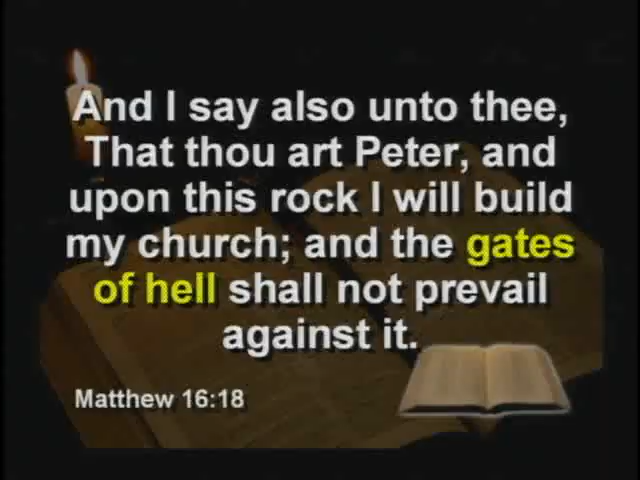 And I say also unto thee,
That thou art Peter, and
upon this rock I will build
my church; and the gates
of hell shall not prevail
against it.
Matthew 16:18